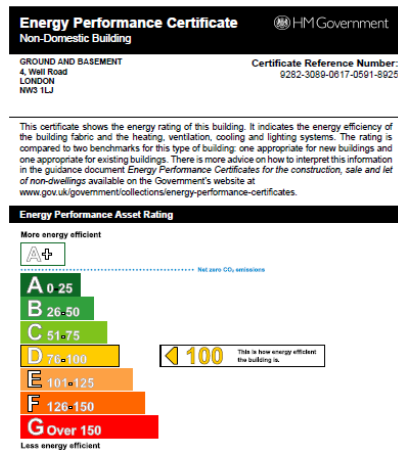 Energy Performance Certificate
HM Government
Non-Domestic Building
GROUND AND BASEMENT
4, Well Road
LONDON
NW3 1LJ
Certificate Reference Number:
9282-3089-0617-0591-8925
This certificate shows the energy rating of this building. It indicates the energy efficiency of
the building fabric and the heating, ventilation, cooling and lighting systems. The rating is
compared to two benchmarks for this type of building: one appropriate for new buildings and
one appropriate for existing buildings. There is more advice on how to interpret this information
in the guidance document Energy Performance Certificates for the construction, sale and let
of non-dwellings available on the Government's website at
www.gov.uk/government/collections/energy-performance-certificates.
Energy Performance Asset Rating
More energy efficient
A+
Net zero CO₂ emissions
A 0-25
B 26-50
C 51-75
D 76-100
100
This is how energy efficient
the building is.
E 101-125
F 126-150
G Over 150
Less energy efficient